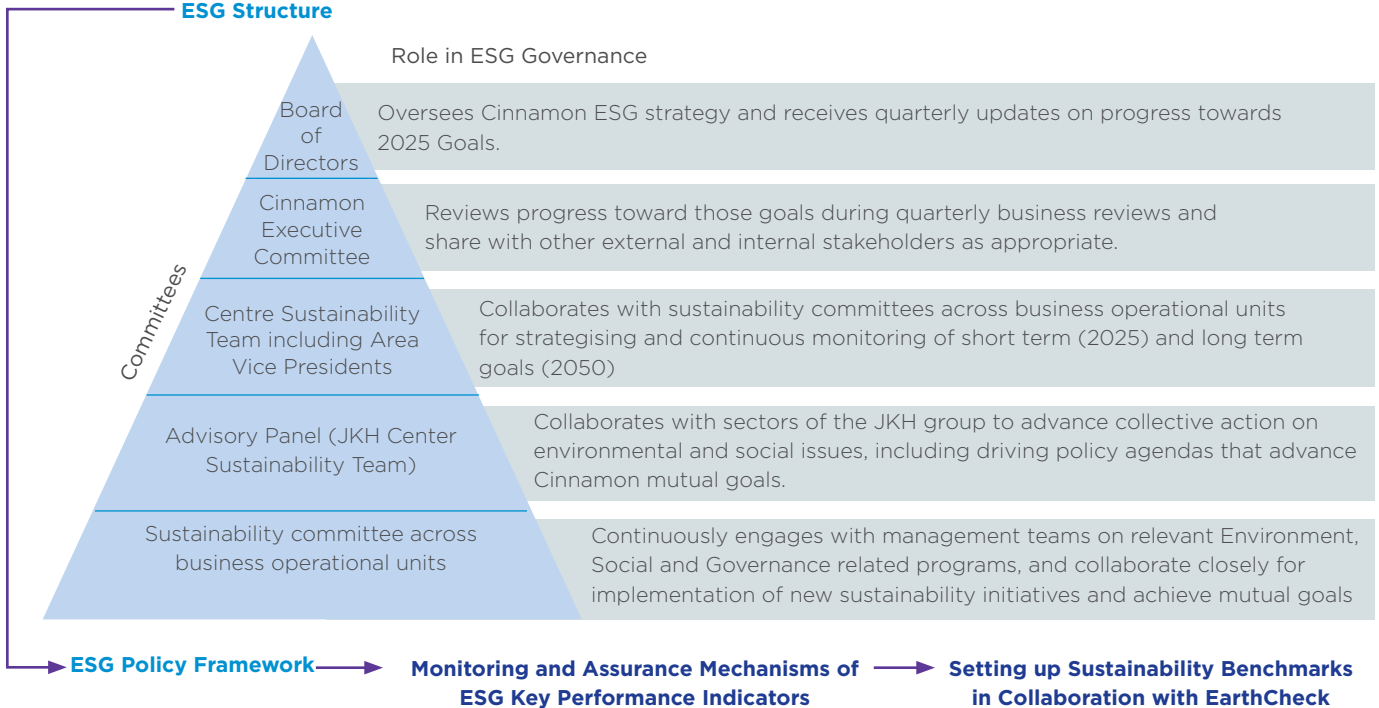 ESG Structure
Role in ESG Governance
Committees
Board
of
Directors
Oversees Cinnamon ESG strategy and receives quarterly updates on progress towards
2025 Goals.
Cinnamon
Executive
Committee
Reviews progress toward those goals during quarterly business reviews and
share with other external and internal stakeholders as appropriate.
Centre Sustainability
Team including Area
Vice Presidents
Collaborates with sustainability committees across business operational units
for strategising and continuous monitoring of short term (2025) and long term
goals (2050)
Advisory Panel (JKH Center
Sustainability Team)
Collaborates with sectors of the JKH group to advance collective action on
environmental and social issues, including driving policy agendas that advance
Cinnamon mutual goals.
Sustainability committee across
business operational units
Continuously engages with management teams on relevant Environment,
Social and Governance related programs, and collaborate closely for
implementation of new sustainability initiatives and achieve mutual goals
ESG Policy Framework
Monitoring and Assurance Mechanisms of
ESG Key Performance Indicators
Setting up Sustainability Benchmarks
in Collaboration with EarthCheck